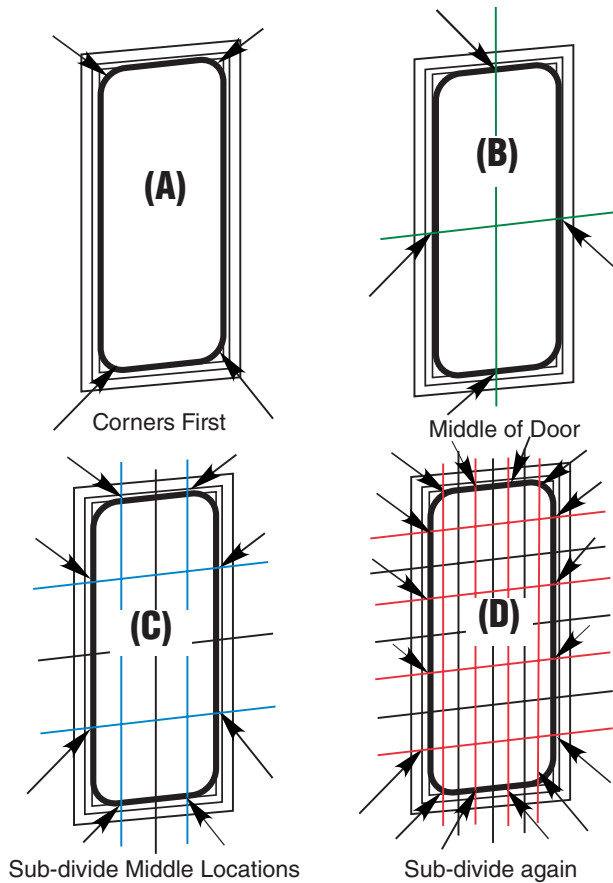 (A)
(B)
Corners First
Middle of Door
(C)
(D)
Sub-divide Middle Locations
Sub-divide again